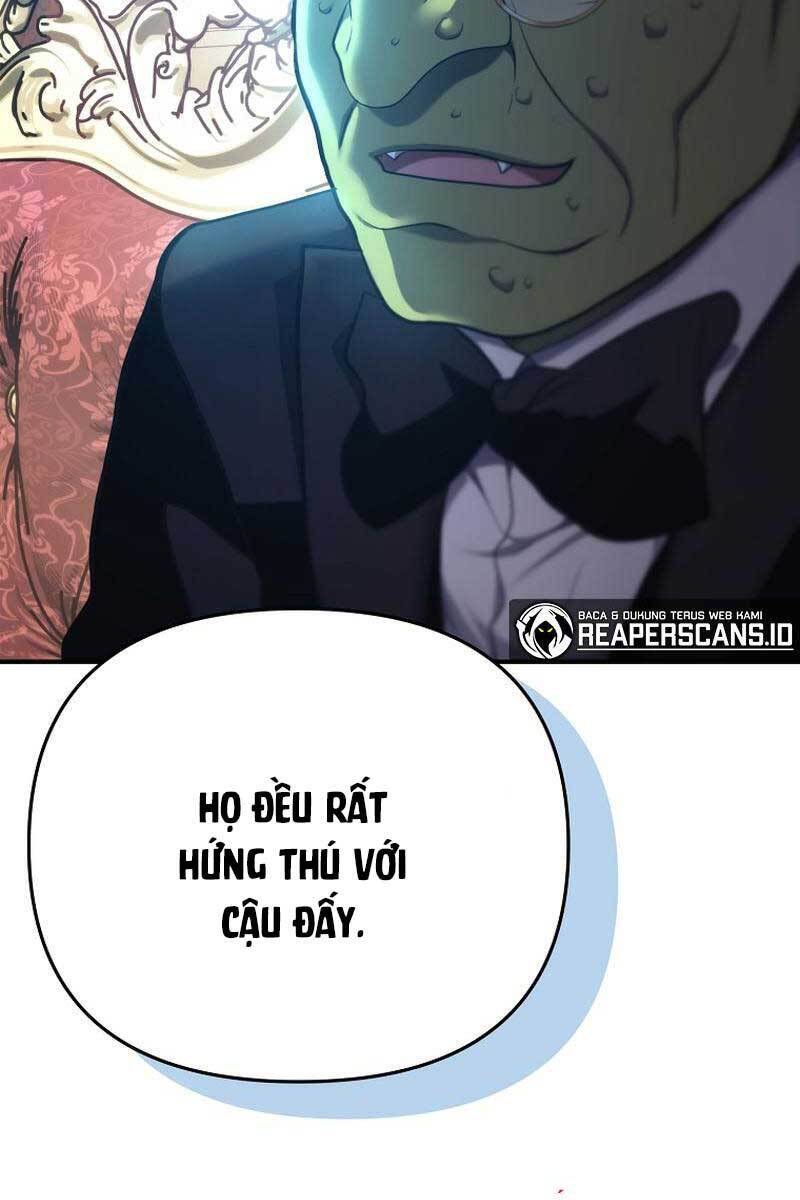 BACA & DUKUNG TERUS WEB KAMI
REAPERSCANS.ID
HỌ ĐỀU RẤT
HỨNG THÚ VỚI
CẬU ĐẤY.